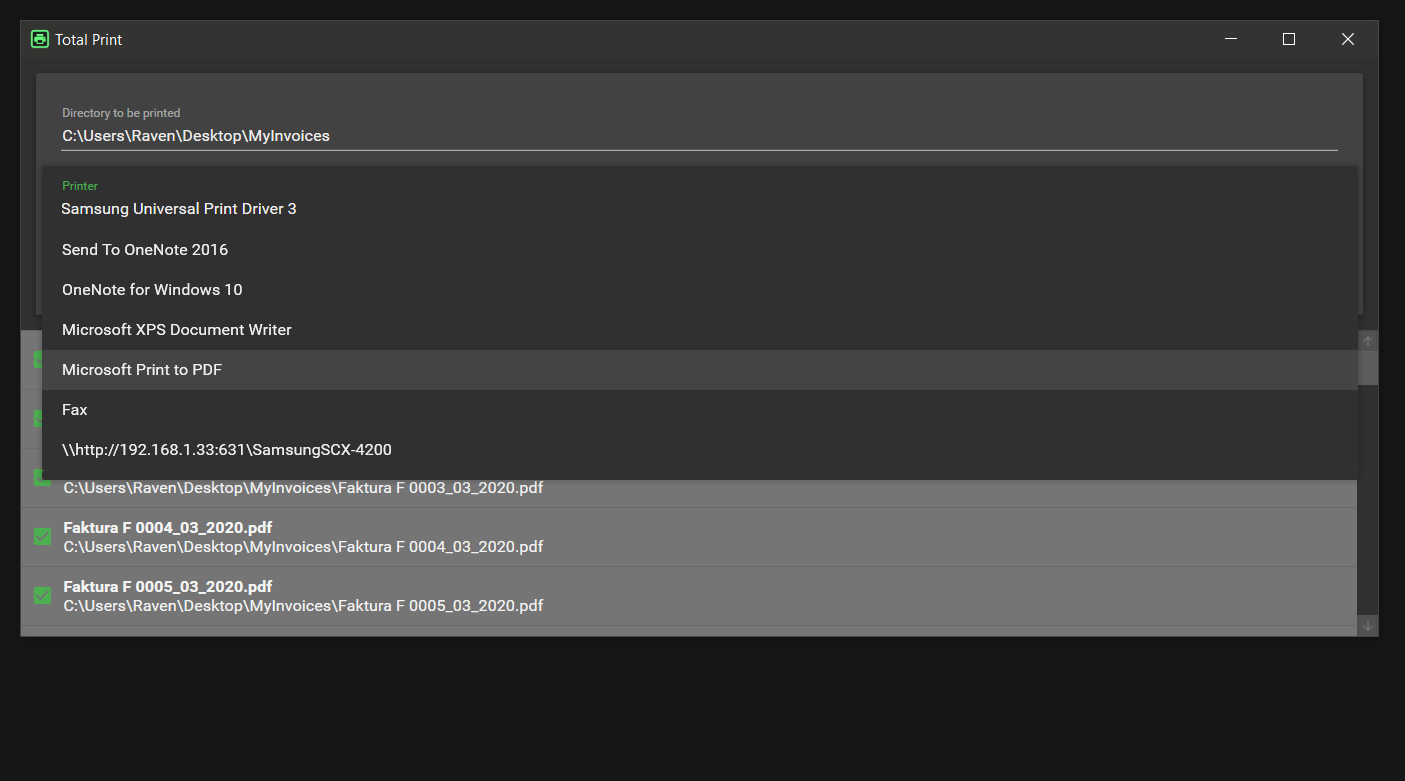 Total Print
Directory to be printed
C:\Users\Raven\Desktop\MyInvoices
Printer
Samsung Universal Print Driver 3
Send To OneNote 2016
OneNote for Windows 10
Microsoft XPS Document Writer
Microsoft Print to PDF
Fax
\\http://192.168.1.33:631\SamsungSCX-4200
C:\Users\Raven\Desktop\MyInvoices\Faktura F 0003_03_2020.pdf
Faktura F 0004_03_2020.pdf
C:\Users\Raven\Desktop\MyInvoices\Faktura F 0004_03_2020.pdf
Faktura F 0005_03_2020.pdf
C:\Users\Raven\Desktop\MyInvoices\Faktura F 0005_03_2020.pdf